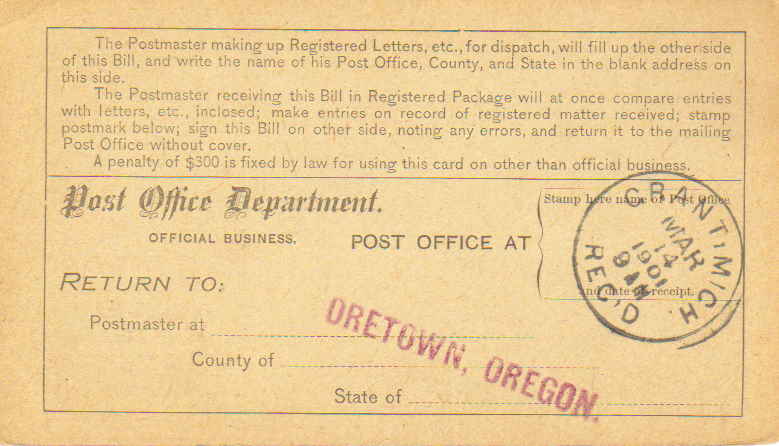 The Postmaster making up Registered Letters, etc., for dispatch, will fill up the other side
of this Bill, and write the name of his Post Office, County, and State in the blank address on
this side.
The Postmaster receiving this Bill in Registered Package will at once compare entries
with letters, etc., inclosed; make entries on record of registered matter received; stamp
postmark below; sign this Bill on other side, noting any errors, and return it to the mailing
Post Office without cover.
A penalty of $300 is fixed by law for using this card on other than official business.
Post Office Department.
OFFICIAL BUSINESS.
POST OFFICE AT
Stamp here name of Post Office
and date of receipt.
GRANT, MICH
MAR
14
1901
9 AM
REC'D
RETURN TO:
Postmaster at
County of
State of
ORETOWN, OREGON.